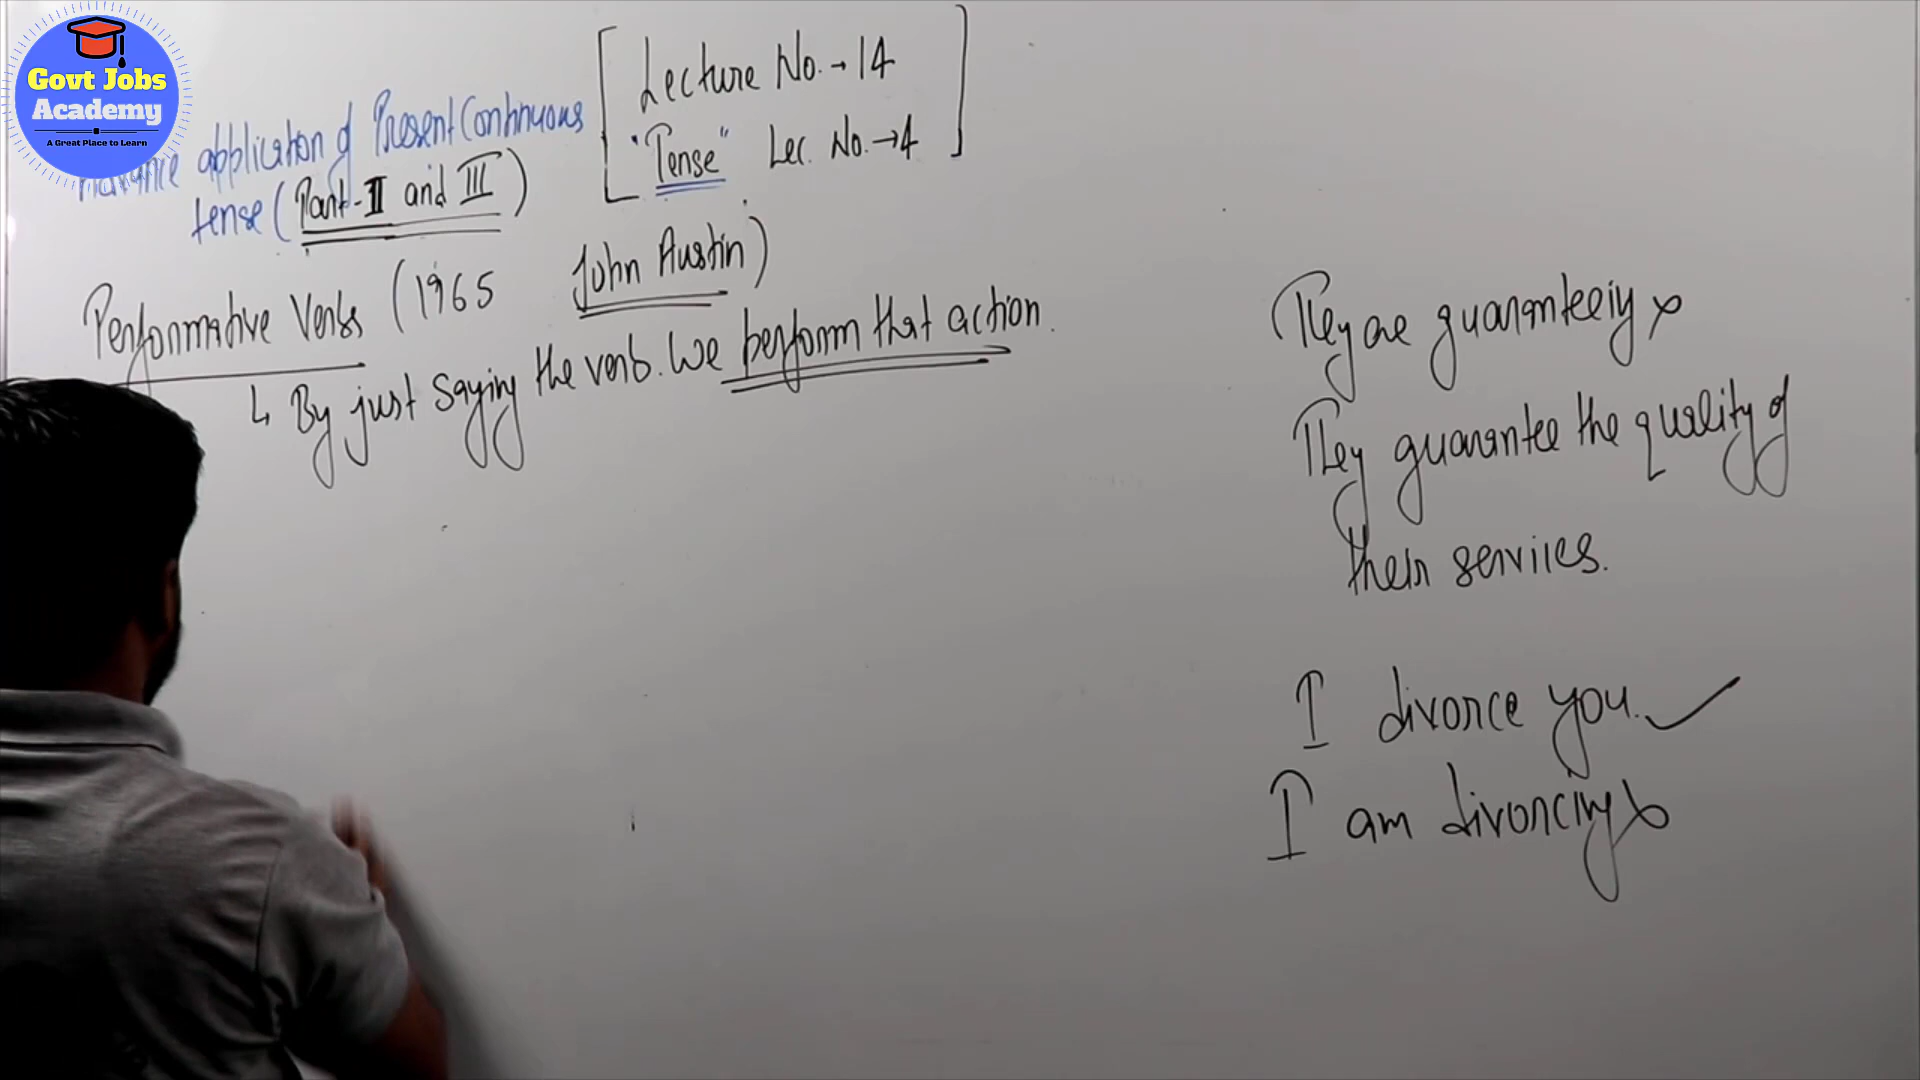 Govt Jobs
Academy
A Great Place to Learn
Lecture No. → 14
"Tense" Lec. No. → 4
Advance application of Present Continuous
tense (Part-II and III)
Performative Verbs (1965 John Austin)
↳ By just saying the verb. We perform that action.
They are guaranteeing ×
They guarantee the quality of
their services.
I divorce you. ✓
I am divorcing ×